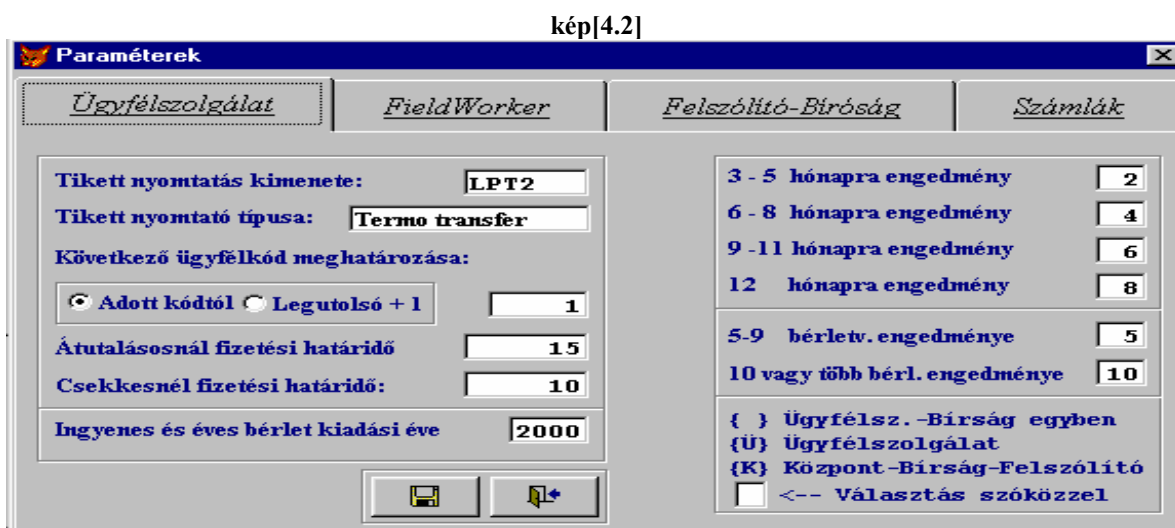 kép[4.2]
Paraméterek
Ügyfélszolgálat
FieldWorker
Felszólító-Bíróság
Számlák
Tikett nyomtatás kimenete: LPT2
Tikett nyomtató típusa: Termo transfer
Következő ügyfélkód meghatározása:
Adott kódtól Legutolsó + 1 1
Átutalásosnál fizetési határidő 15
Csekkesnél fizetési határidő: 10
Ingyenes és éves bérlet kiadási éve 2000
3 - 5 hónapra engedmény 2
6 - 8 hónapra engedmény 4
9 -11 hónapra engedmény 6
12 hónapra engedmény 8
5-9 bérletv. engedménye 5
10 vagy több bérl. engedménye 10
{ } Ügyfélsz.-Bírság egyben
{Ü} Ügyfélszolgálat
{K} Központ-Bírság-Felszólító
<-- Választás szóközzel